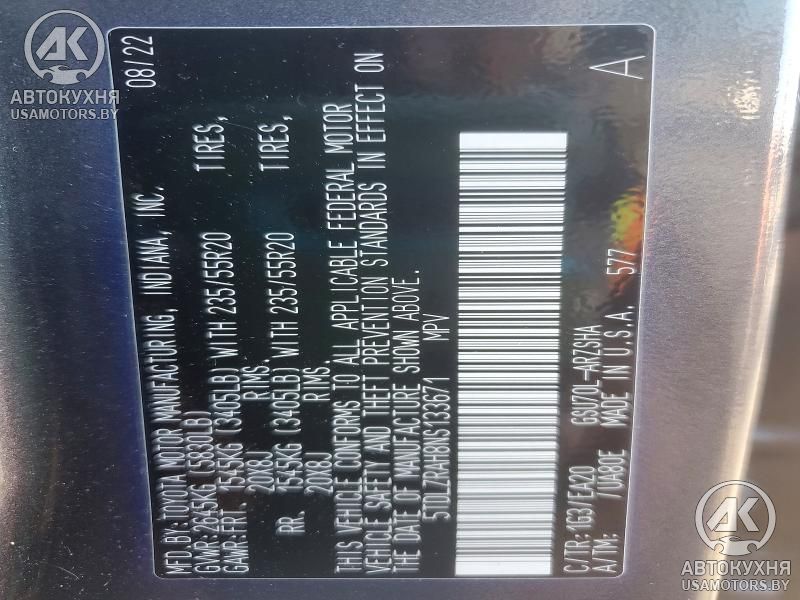 MFD.BY:TOYOTA MOTOR MANUFACTURING, INDIANA, INC. 08/22
GVWR:2645KG (5830LB)
GAWR:FRT. 1545KG (3405LB) WITH 235/55R20 TIRES,
20X8J RIMS.
RR. 1545KG (3405LB) WITH 235/55R20 TIRES,
20X8J RIMS.
THIS VEHICLE CONFORMS TO ALL APPLICABLE FEDERAL MOTOR
VEHICLE SAFETY AND THEFT PREVENTION STANDARDS IN EFFECT ON
THE DATE OF MANUFACTURE SHOWN ABOVE.
5TDLZRAH8NS133671 MPV
C/TR:1G3/EA20 GSU70L-ARZSHA A
A/TM: /UA80E MADE IN U.S.A. 577
АК
АВТОКУХНЯ
USAMOTORS.BY
АК
АВТОКУХНЯ
USAMOTORS.BY